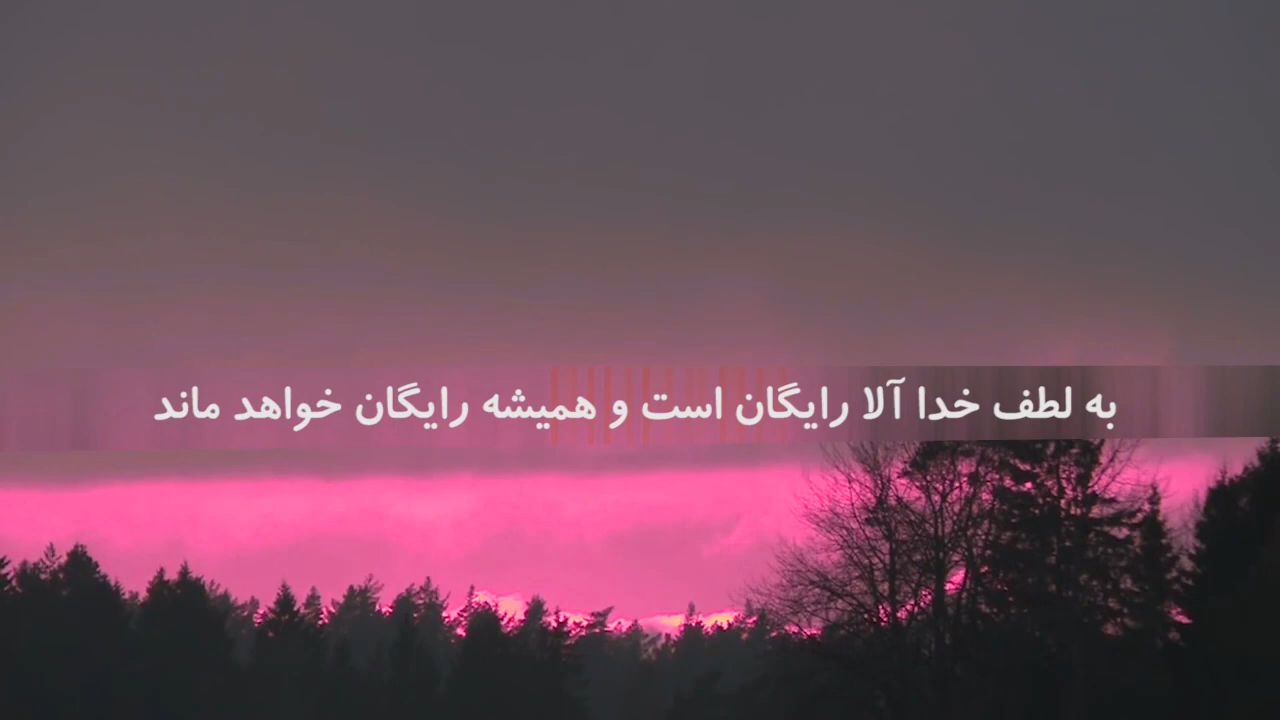 به لطف خدا آلا رایگان است و همیشه رایگان خواهد ماند